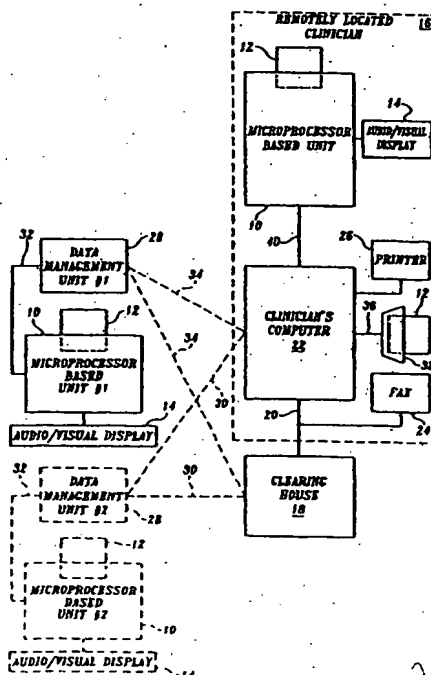 REMOTELY LOCATED
CLINICIAN
16
12
MICROPROCESSOR
BASED UNIT
14
AUDIO/VISUAL
DISPLAY
10
40
26
PRINTER
32
28
DATA
MANAGEMENT
UNIT #1
34
10
12
MICROPROCESSOR
BASED
UNIT #1
14
AUDIO/VISUAL DISPLAY
34
30
CLINICIAN'S
COMPUTER
22
36
12
38
FAX
24
20
32
DATA
MANAGEMENT
UNIT #2
28
30
CLEARING
HOUSE
18
12
MICROPROCESSOR
BASED
UNIT #2
10
AUDIO/VISUAL DISPLAY
14